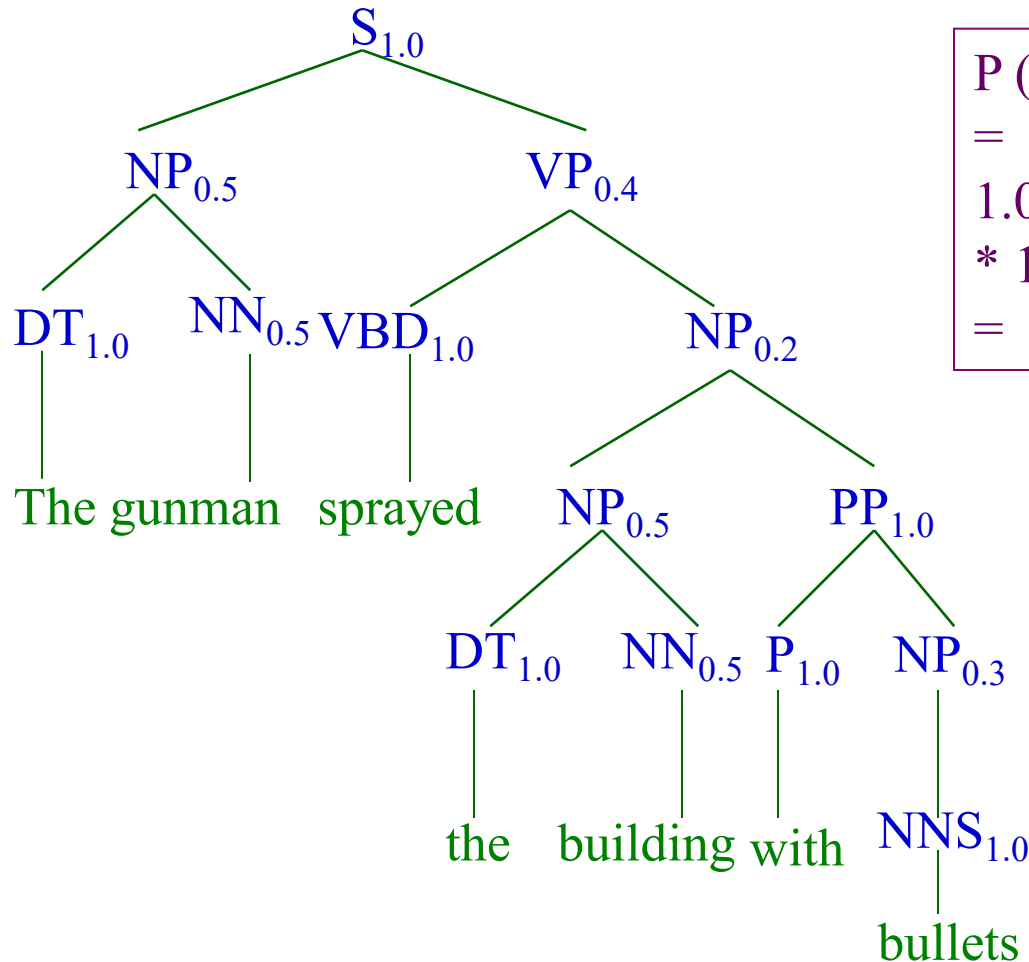 S1.0
P (
=
1.0
* 1
=
NP0.5 VP0.4
DT1.0 NN0.5 VBD1.0 NP0.2
The gunman sprayed NP0.5 PP1.0
DT1.0 NN0.5 P1.0 NP0.3
the building with NNS1.0
bullets